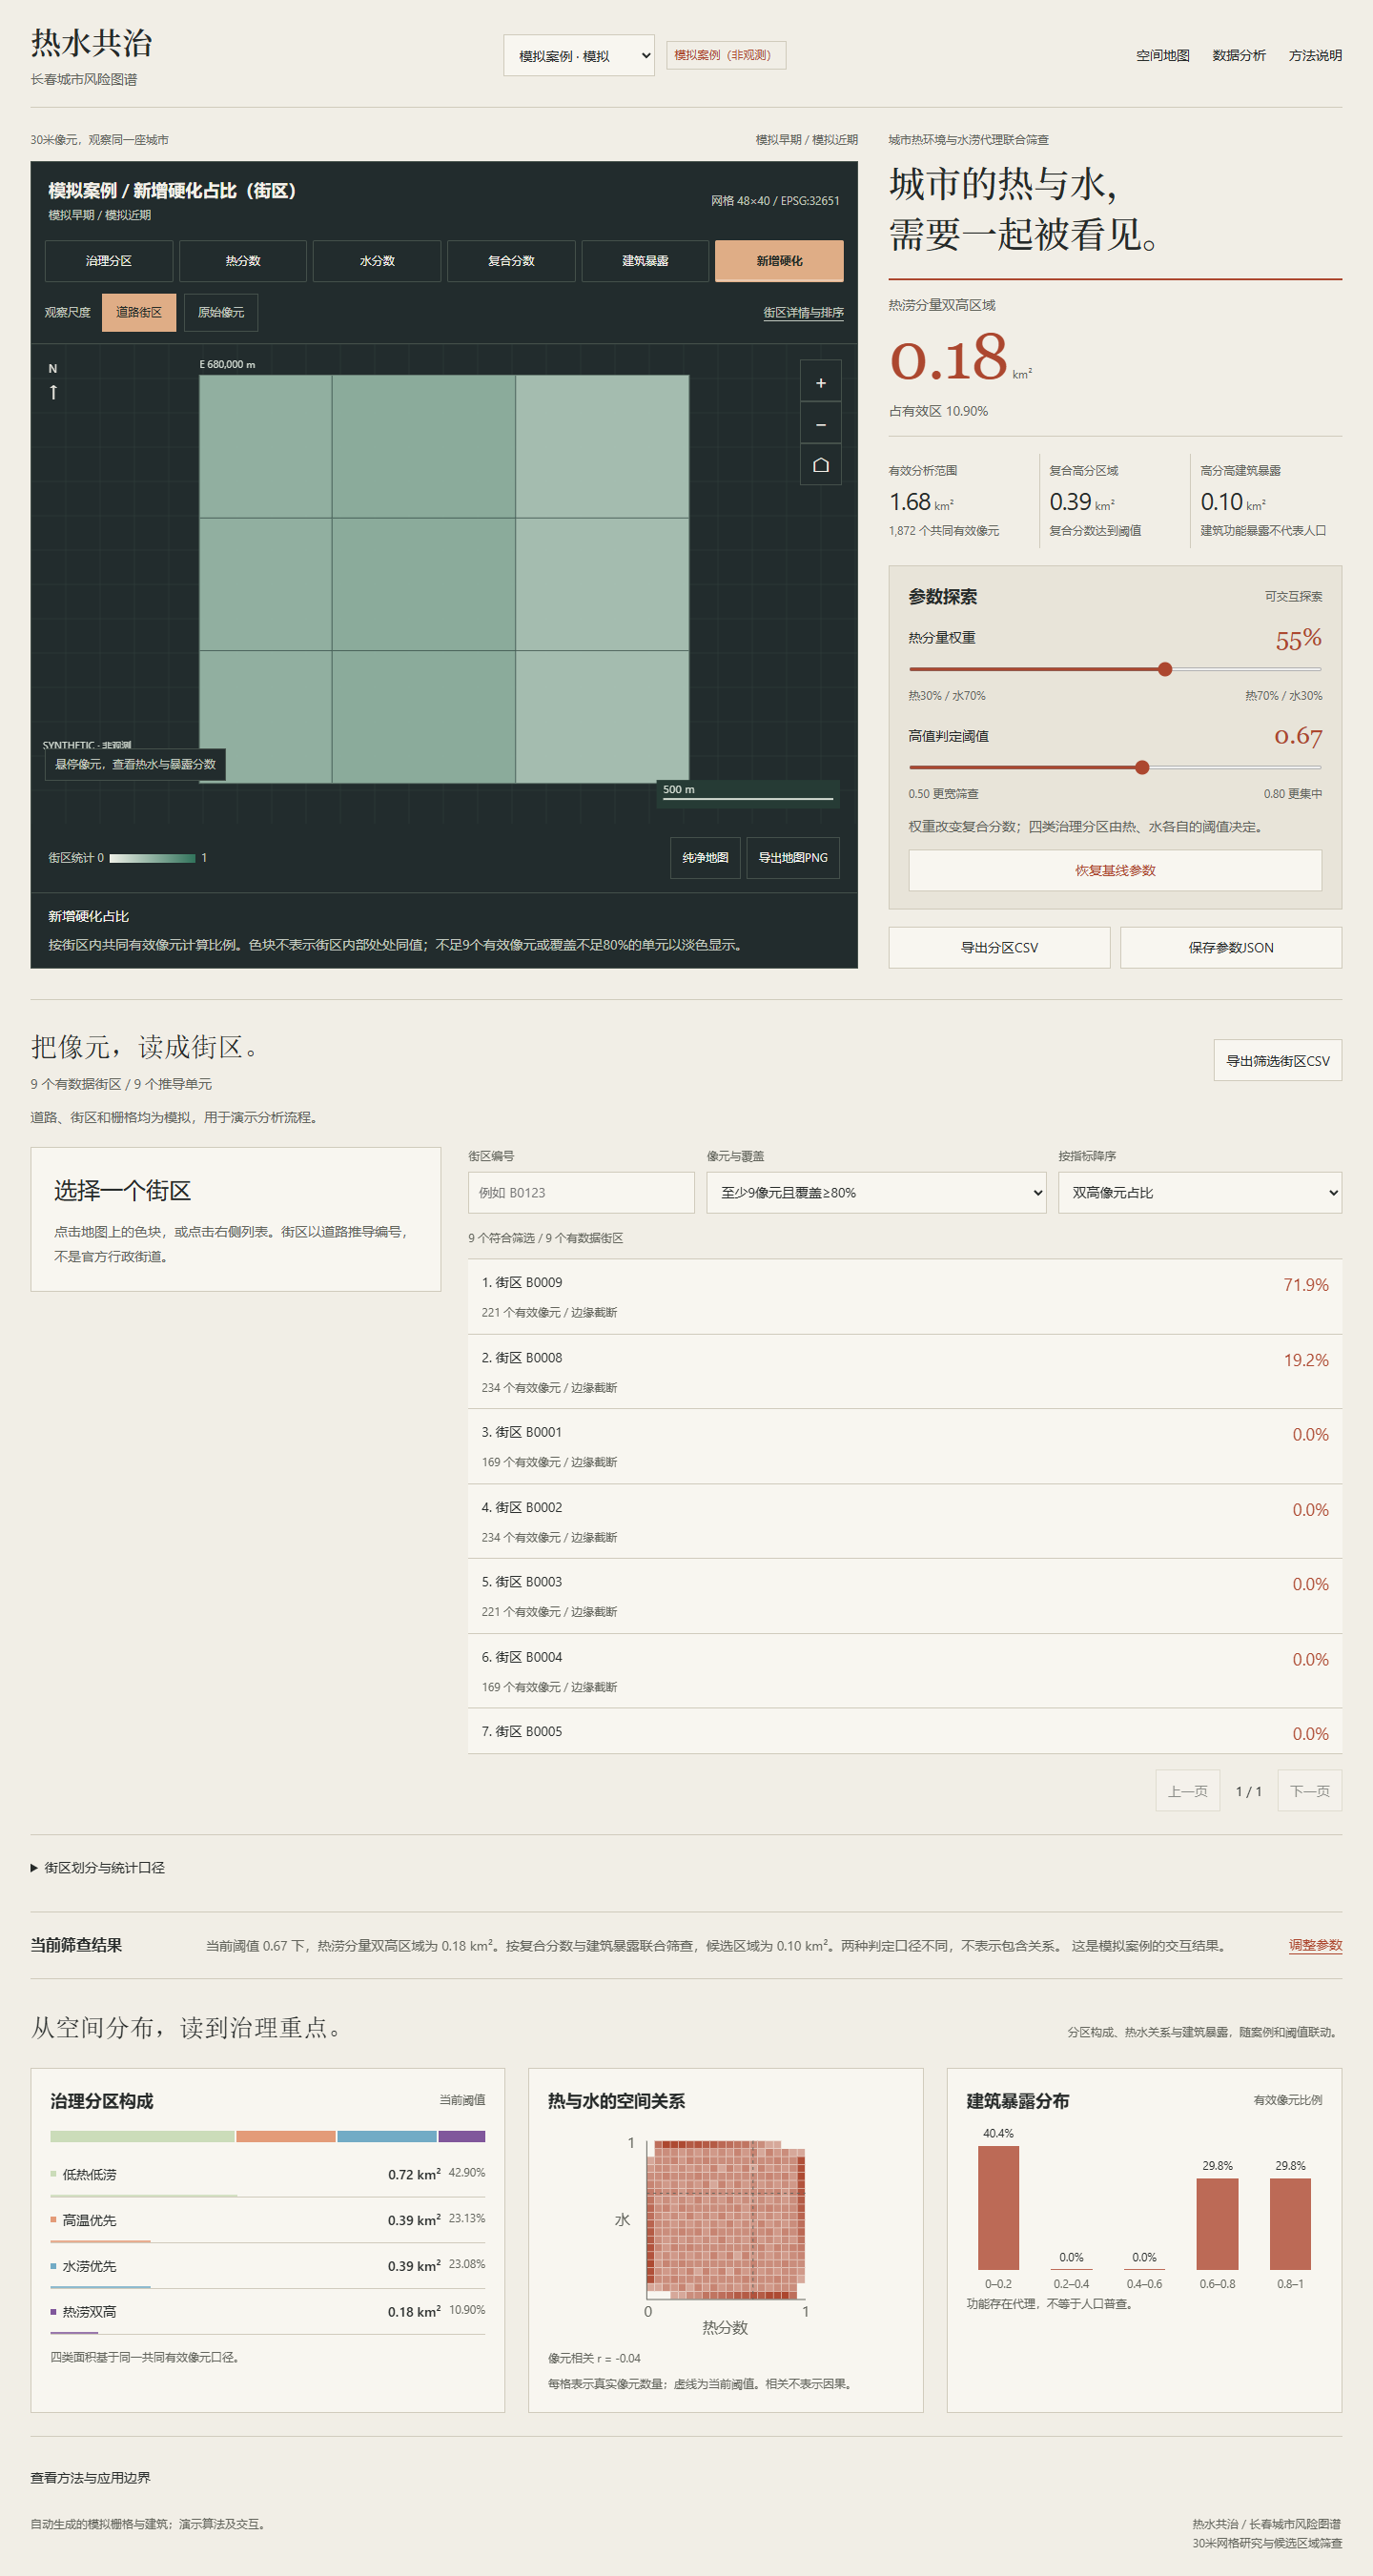 热水共治
长春城市风险图谱
模拟案例 · 模拟
模拟案例（非观测）
空间地图 数据分析 方法说明
30米像元，观察同一座城市
模拟早期 / 模拟近期
模拟案例 / 新增硬化占比（街区）
模拟早期 / 模拟近期
网格 48×40 / EPSG:32651
治理分区 热分数 水分数 复合分数 建筑暴露 新增硬化
观察尺度 道路街区 原始像元
街区详情与排序
N
↑
E 680,000 m
+
−
SYNTHETIC · 非观测
悬停像元，查看热水与暴露分数
500 m
街区统计 0 1
纯净地图 导出地图PNG
新增硬化占比
按街区内共同有效像元计算比例。色块不表示街区内部处处同值；不足9个有效像元或覆盖不足80%的单元以淡色显示。
城市热环境与水涝代理联合筛查
城市的热与水，
需要一起被看见。
热涝分量双高区域
0.18 km²
占有效区 10.90%
有效分析范围
1.68 km²
1,872 个共同有效像元
复合高分区域
0.39 km²
复合分数达到阈值
高分高建筑暴露
0.10 km²
建筑功能暴露不代表人口
参数探索
可交互探索
热分量权重
55%
热30% / 水70%
热70% / 水30%
高值判定阈值
0.67
0.50 更宽筛查
0.80 更集中
权重改变复合分数；四类治理分区由热、水各自的阈值决定。
恢复基线参数
导出分区CSV 保存参数JSON
把像元，读成街区。
9 个有数据街区 / 9 个推导单元
道路、街区和栅格均为模拟，用于演示分析流程。
导出筛选街区CSV
选择一个街区
点击地图上的色块，或点击右侧列表。街区以道路推导编号，
不是官方行政街道。
街区编号
例如 B0123
像元与覆盖
至少9像元且覆盖≥80%
按指标降序
双高像元占比
9 个符合筛选 / 9 个有数据街区
1. 街区 B0009
71.9%
221 个有效像元 / 边缘截断
2. 街区 B0008
19.2%
234 个有效像元 / 边缘截断
3. 街区 B0001
0.0%
169 个有效像元 / 边缘截断
4. 街区 B0002
0.0%
234 个有效像元 / 边缘截断
5. 街区 B0003
0.0%
221 个有效像元 / 边缘截断
6. 街区 B0004
0.0%
169 个有效像元 / 边缘截断
7. 街区 B0005
0.0%
上一页 1 / 1 下一页
▶ 街区划分与统计口径
当前筛查结果
当前阈值 0.67 下，热涝分量双高区域为 0.18 km²。按复合分数与建筑暴露联合筛查，候选区域为 0.10 km²。两种判定口径不同，不表示包含关系。 这是模拟案例的交互结果。
调整参数
从空间分布，读到治理重点。
分区构成、热水关系与建筑暴露，随案例和阈值联动。
治理分区构成
当前阈值
低热低涝 0.72 km² 42.90%
高温优先 0.39 km² 23.13%
水涝优先 0.39 km² 23.08%
热涝双高 0.18 km² 10.90%
四类面积基于同一共同有效像元口径。
热与水的空间关系
1
水
0 1
热分数
像元相关 r = -0.04
每格表示真实像元数量；虚线为当前阈值。相关不表示因果。
建筑暴露分布
有效像元比例
40.4% 0.0% 0.0% 29.8% 29.8%
0–0.2 0.2–0.4 0.4–0.6 0.6–0.8 0.8–1
功能存在代理，不等于人口普查。
查看方法与应用边界
自动生成的模拟栅格与建筑；演示算法及交互。
热水共治 / 长春城市风险图谱
30米网格研究与候选区域筛查